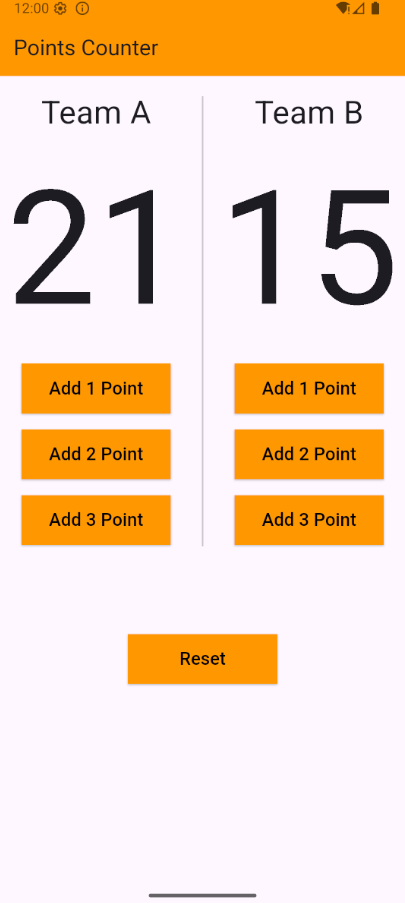 12:00
Points Counter
Team A
Team B
21
15
Add 1 Point
Add 1 Point
Add 2 Point
Add 2 Point
Add 3 Point
Add 3 Point
Reset